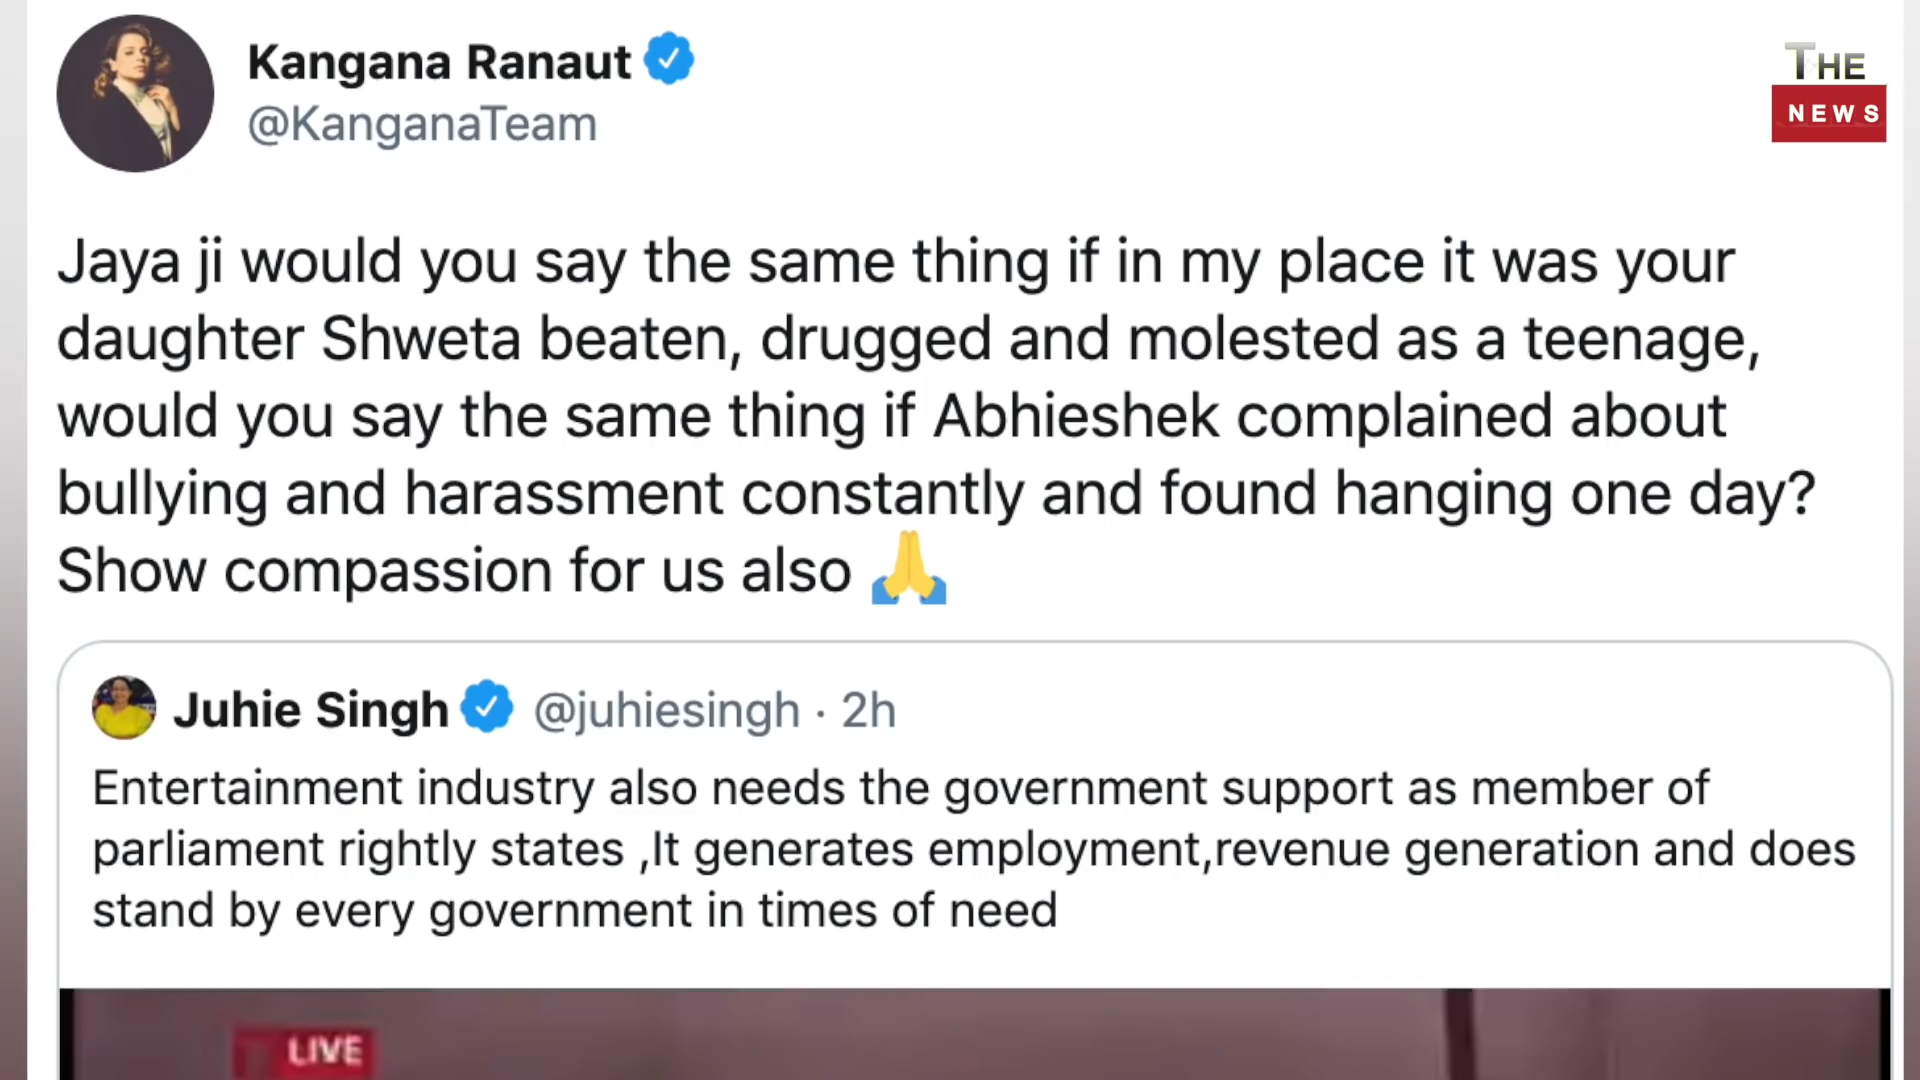 Kangana Ranaut
@KanganaTeam
THE
NEWS
Jaya ji would you say the same thing if in my place it was your
daughter Shweta beaten, drugged and molested as a teenage,
would you say the same thing if Abhieshek complained about
bullying and harassment constantly and found hanging one day?
Show compassion for us also 🙏
Juhie Singh @juhiesingh · 2h
Entertainment industry also needs the government support as member of
parliament rightly states ,It generates employment,revenue generation and does
stand by every government in times of need
LIVE